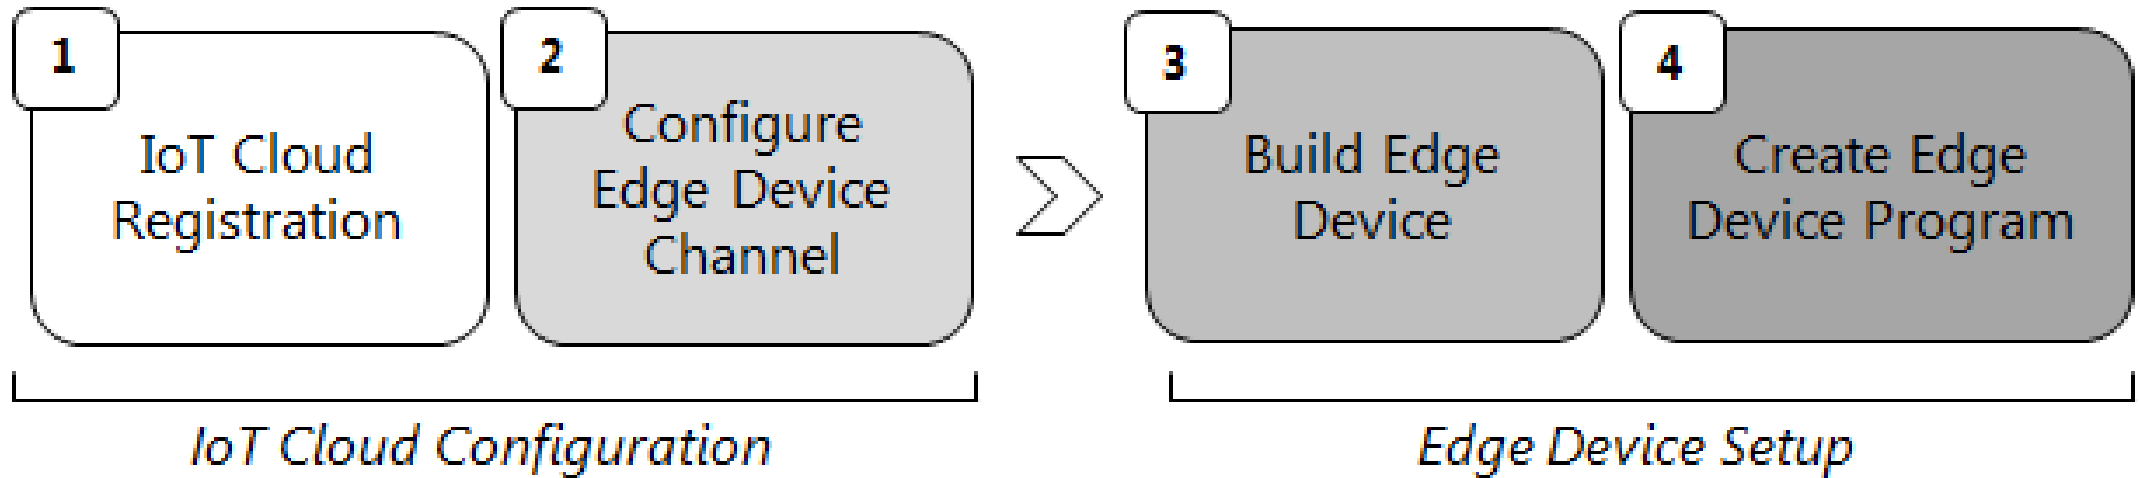 1
IoT Cloud
Registration
2
Configure
Edge Device
Channel
3
Build Edge
Device
4
Create Edge
Device Program
IoT Cloud Configuration
Edge Device Setup